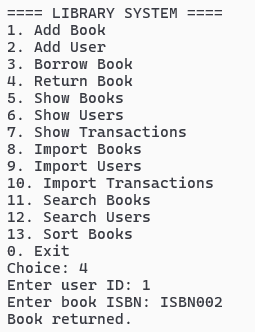 ==== LIBRARY SYSTEM ====
1. Add Book
2. Add User
3. Borrow Book
4. Return Book
5. Show Books
6. Show Users
7. Show Transactions
8. Import Books
9. Import Users
10. Import Transactions
11. Search Books
12. Search Users
13. Sort Books
0. Exit
Choice: 4
Enter user ID: 1
Enter book ISBN: ISBN002
Book returned.